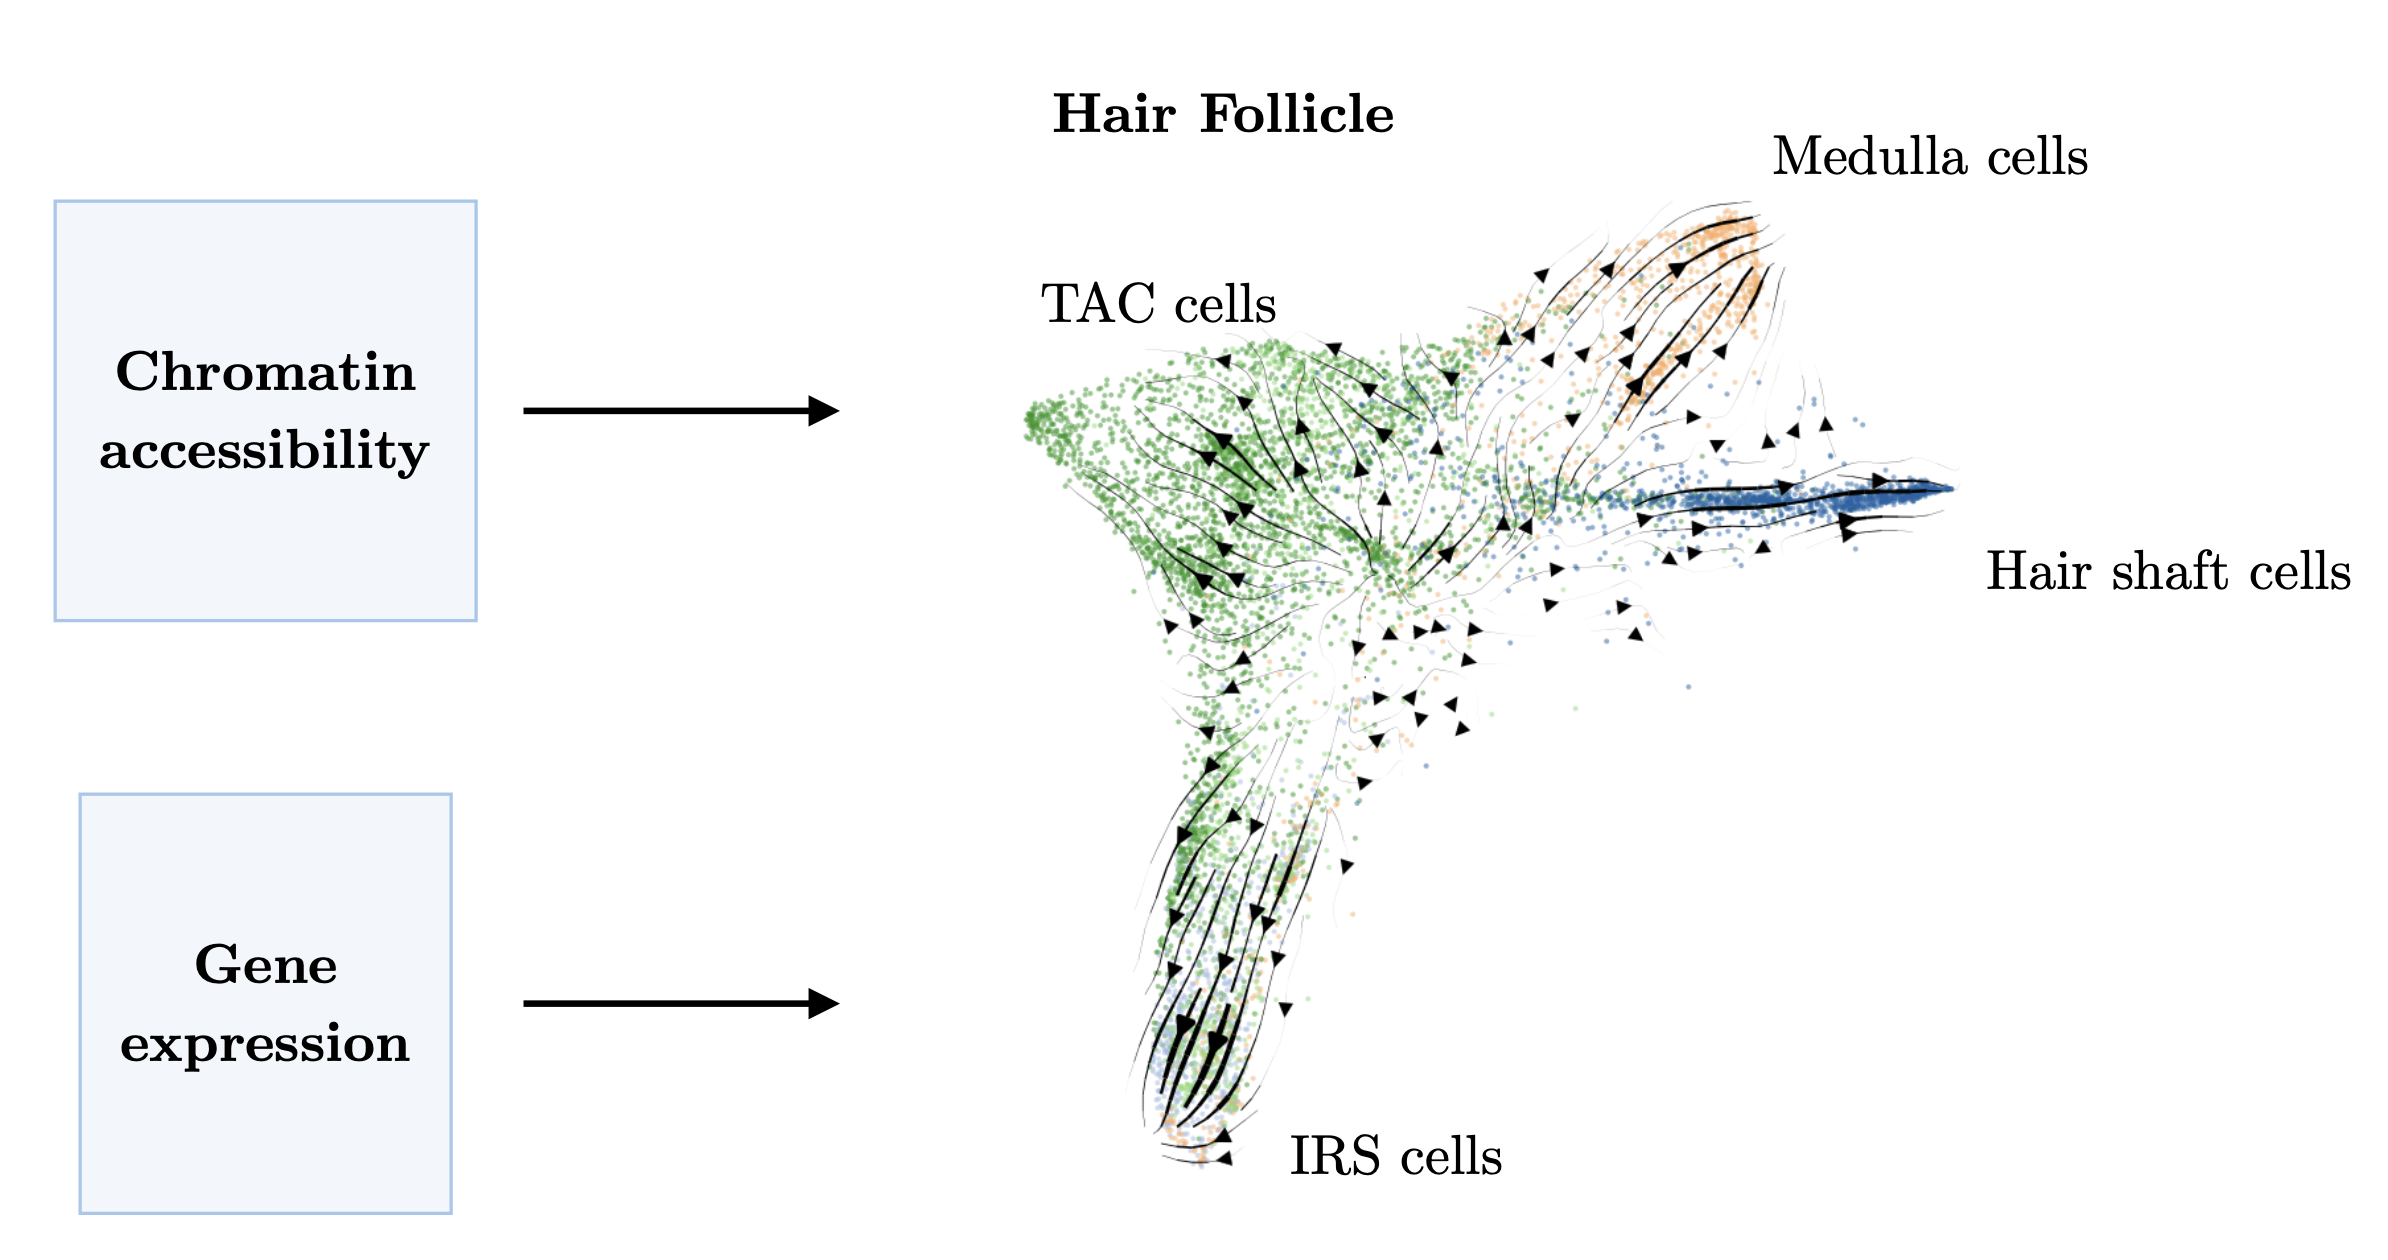 Hair Follicle
Medulla cells
TAC cells
Chromatin
accessibility
Hair shaft cells
Gene
expression
IRS cells